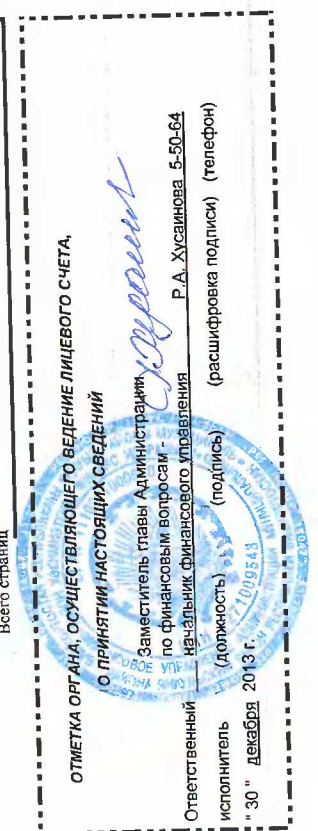 Всего страниц
ОТМЕТКА ОРГАНА, ОСУЩЕСТВЛЯЮЩЕГО ВЕДЕНИЕ ЛИЦЕВОГО СЧЕТА,
О ПРИНЯТИИ НАСТОЯЩИХ СВЕДЕНИЙ
Заместитель главы Администрации
по финансовым вопросам -
Ответственный начальник финансового управления Р.А. Хусаинова 5-50-64
исполнитель (должность) (подпись) (расшифровка подписи) (телефон)
" 30 " декабря 2013 г.